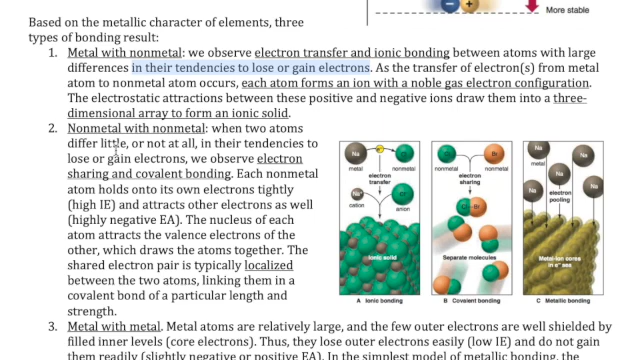 More stable
Based on the metallic character of elements, three
types of bonding result:
1. Metal with nonmetal: we observe electron transfer and ionic bonding between atoms with large
differences in their tendencies to lose or gain electrons. As the transfer of electron(s) from metal
atom to nonmetal atom occurs, each atom forms an ion with a noble gas electron configuration.
The electrostatic attractions between these positive and negative ions draw them into a three-
dimensional array to form an ionic solid.
2. Nonmetal with nonmetal: when two atoms
differ little, or not at all, in their tendencies to
lose or gain electrons, we observe electron
sharing and covalent bonding. Each nonmetal
atom holds onto its own electrons tightly
(high IE) and attracts other electrons as well
(highly negative EA). The nucleus of each
atom attracts the valence electrons of the
other, which draws the atoms together. The
shared electron pair is typically localized
between the two atoms, linking them in a
covalent bond of a particular length and
strength.
Na
metal
nonmetal
electron
transfer
cation
anion
Ionic solid
A Ionic bonding
Br
nonmetal
nonmetal
electron
sharing
Separate molecules
B Covalent bonding
Na
Na
metal
Na
Na
electron
pooling
Metal-ion cores
in e⁻ sea
C Metallic bonding
3. Metal with metal. Metal atoms are relatively large, and the few outer electrons are well shielded by
filled inner levels (core electrons). Thus, they lose outer electrons easily (low IE) and do not gain
them readily (slightly negative or positive EA). In the simplest model of metallic bonding, the